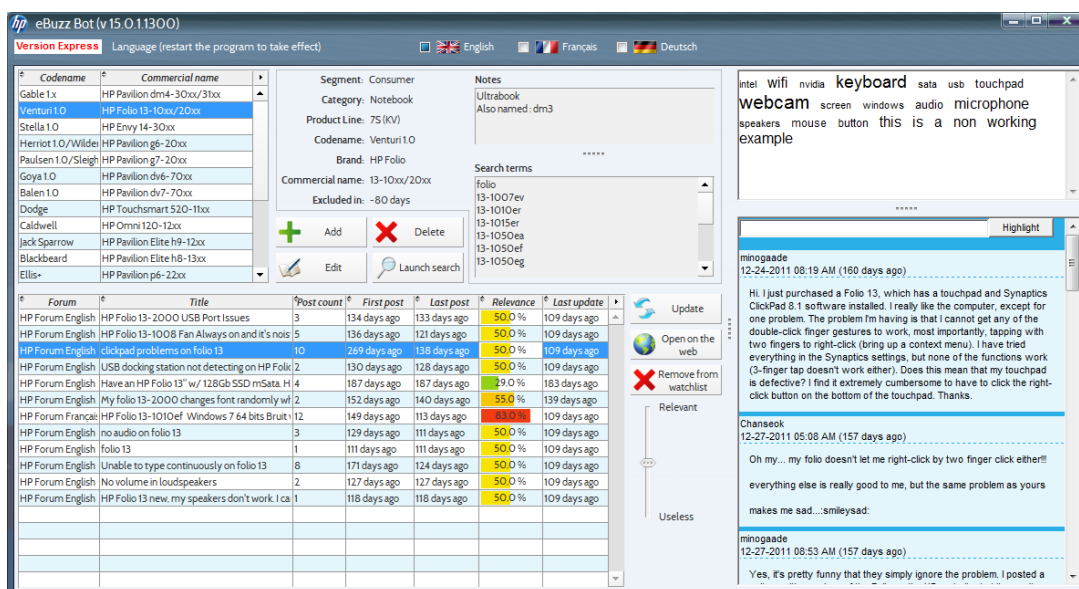 hp eBuzz Bot (v 15.0.1.1300)
Version Express Language (restart the program to take effect) English Français Deutsch
Codename Commercial name
Gable 1.x HP Pavilion dm4-30xx/31xx
Venturi 1.0 HP Folio 13-10xx/20xx
Stella 1.0 HP Envy 14-30xx
Herriot 1.0/Wilder HP Pavilion g6-20xx
Paulsen 1.0/Sleigh HP Pavilion g7-20xx
Goya 1.0 HP Pavilion dv6-70xx
Balen 1.0 HP Pavilion dv7-70xx
Dodge HP Touchsmart 520-11xx
Caldwell HP Omni 120-12xx
Jack Sparrow HP Pavilion Elite h9-12xx
Blackbeard HP Pavilion Elite h8-13xx
Ellis+ HP Pavilion p6-22xx
Segment: Consumer
Category: Notebook
Product Line: 7S (KV)
Codename: Venturi 1.0
Brand: HP Folio
Commercial name: 13-10xx/20xx
Excluded in: -80 days
Add Delete
Edit Launch search
Notes
Ultrabook
Also named : dm3
Search terms
folio
13-1007ev
13-1010er
13-1015er
13-1050ea
13-1050ef
13-1050eg
intel wifi nvidia keyboard sata usb touchpad
webcam screen windows audio microphone
speakers mouse button this is a non working
example
Forum Title Post count First post Last post Relevance Last update
HP Forum English HP Folio 13-2000 USB Port Issues 3 134 days ago 133 days ago 50,0 % 109 days ago
HP Forum English HP Folio 13-1008 Fan Always on and it's nois 5 136 days ago 121 days ago 50,0 % 109 days ago
HP Forum English clickpad problems on folio 13 10 269 days ago 138 days ago 50,0 % 109 days ago
HP Forum English USB docking station not detecting on HP Folio 2 130 days ago 128 days ago 50,0 % 109 days ago
HP Forum English Have an HP Folio 13" w/ 128Gb SSD mSata. H 4 187 days ago 187 days ago 29,0 % 183 days ago
HP Forum English My folio 13-2000 changes font randomly wh 2 152 days ago 140 days ago 55,0 % 139 days ago
HP Forum Français HP Folio 13-1010ef Windows 7 64 bits Bruit 12 149 days ago 113 days ago 83,0 % 109 days ago
HP Forum English no audio on folio 13 3 129 days ago 111 days ago 50,0 % 109 days ago
HP Forum English folio 13 1 111 days ago 111 days ago 50,0 % 109 days ago
HP Forum English Unable to type continuously on folio 13 8 171 days ago 124 days ago 50,0 % 109 days ago
HP Forum English No volume in loudspeakers 2 127 days ago 127 days ago 50,0 % 109 days ago
HP Forum English HP Folio 13 new. my speakers don't work. I ca 1 118 days ago 118 days ago 50,0 % 109 days ago
Update
Open on the
web
Remove from
watchlist
Relevant
Useless
Highlight
minogaade
12-24-2011 08:19 AM (160 days ago)
Hi. I just purchased a Folio 13, which has a touchpad and Synaptics
ClickPad 8.1 software installed. I really like the computer, except for
one problem. The problem I'm having is that I cannot get any of the
double-click finger gestures to work, most importantly, tapping with
two fingers to right-click (bring up a context menu). I have tried
everything in the Synaptics settings, but none of the functions work
(3-finger tap doesn't work either). Does this mean that my touchpad
is defective? I find it extremely cumbersome to have to click the right-
click button on the bottom of the touchpad. Thanks.
Chanseok
12-27-2011 05:08 AM (157 days ago)
Oh my... my folio doesn't let me right-click by two finger click either!!!
everything else is really good to me, but the same problem as yours
makes me sad...:smileysad:
minogaade
12-27-2011 08:53 AM (157 days ago)
Yes, it's pretty funny that they simply ignore the problem. I posted a